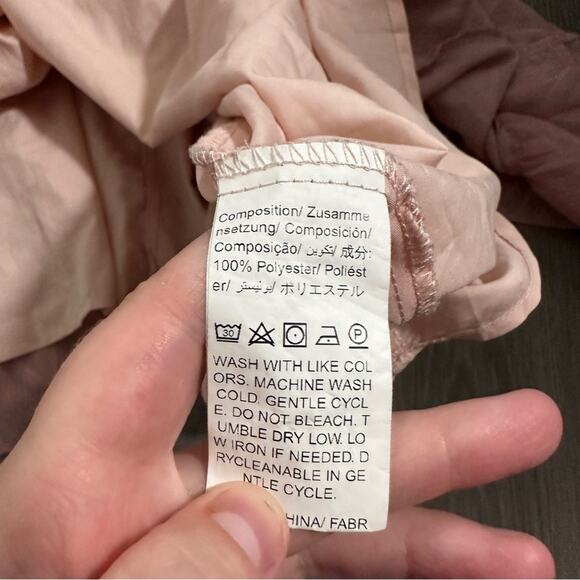 Composition/ Zusamme
nsetzung/ Composición/
Composição/ تكوين/ 成分:
100% Polyester/ Poliést
er/ برليستر/ ポリエステル
30 P
WASH WITH LIKE COL
ORS. MACHINE WASH
COLD. GENTLE CYCL
E. DO NOT BLEACH. T
UMBLE DRY LOW. LO
W IRON IF NEEDED. D
RYCLEANABLE IN GE
NTLE CYCLE.
HINA/ FABR